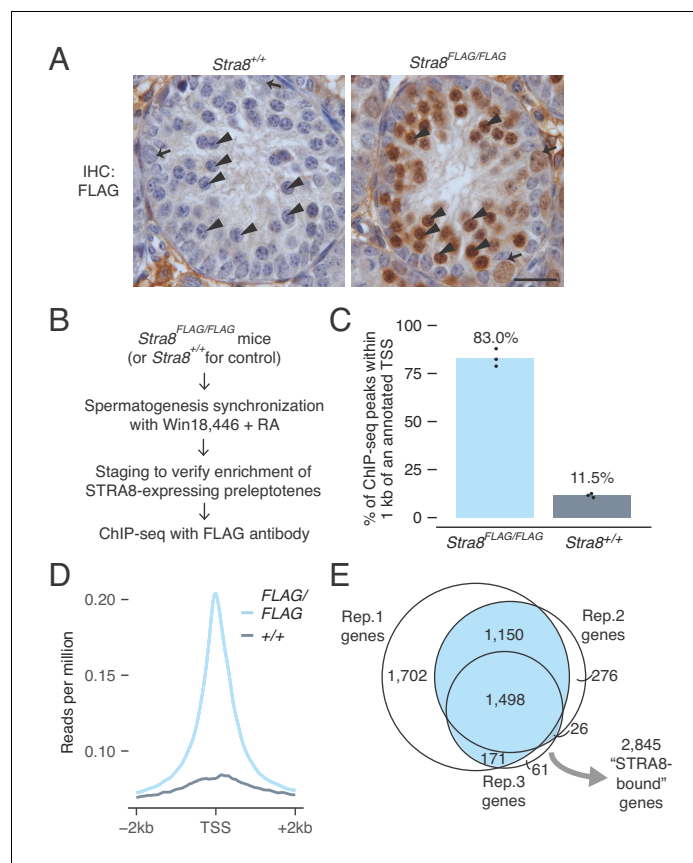 A
Stra8+/+
Stra8FLAG/FLAG
IHC:
FLAG
B
Stra8FLAG/FLAG mice
(or Stra8+/+ for control)
↓
Spermatogenesis synchronization
with Win18,446 + RA
↓
Staging to verify enrichment of
STRA8-expressing preleptotenes
↓
ChIP-seq with FLAG antibody
C
% of ChIP-seq peaks within
1 kb of an annotated TSS
100
75
50
25
0
83.0%
11.5%
Stra8FLAG/FLAG
Stra8+/+
D
Reads per million
0.20
0.15
0.10
FLAG/
FLAG
+/+
−2kb
TSS
+2kb
E
Rep.1
genes
Rep.2
genes
1,150
1,702
276
1,498
26
171
61
Rep.3
genes
2,845
“STRA8-
bound”
genes